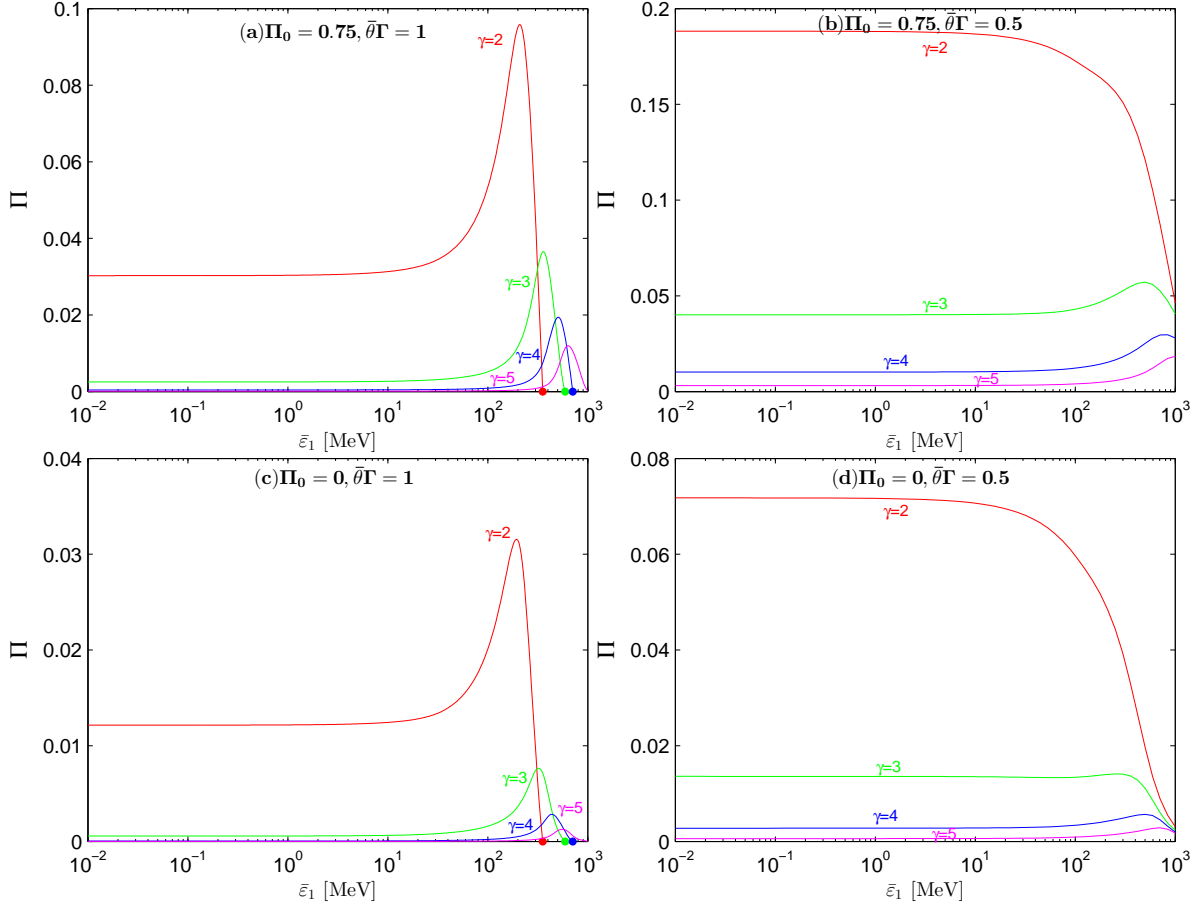 (a)Π₀ = 0.75, θ̄Γ = 1
γ=2
γ=3
γ=4
γ=5
Π
0.1
0.08
0.06
0.04
0.02
0
10⁻² 10⁻¹ 10⁰ 10¹ 10² 10³
ε̄₁ [MeV]
(b)Π₀ = 0.75, θ̄Γ = 0.5
γ=2
γ=3
γ=4
γ=5
Π
0.2
0.15
0.1
0.05
0
10⁻² 10⁻¹ 10⁰ 10¹ 10² 10³
ε̄₁ [MeV]
(c)Π₀ = 0, θ̄Γ = 1
γ=2
γ=3
γ=5
γ=4
Π
0.04
0.03
0.02
0.01
0
10⁻² 10⁻¹ 10⁰ 10¹ 10² 10³
ε̄₁ [MeV]
(d)Π₀ = 0, θ̄Γ = 0.5
γ=2
γ=3
γ=4
γ=5
Π
0.08
0.06
0.04
0.02
0
10⁻² 10⁻¹ 10⁰ 10¹ 10² 10³
ε̄₁ [MeV]